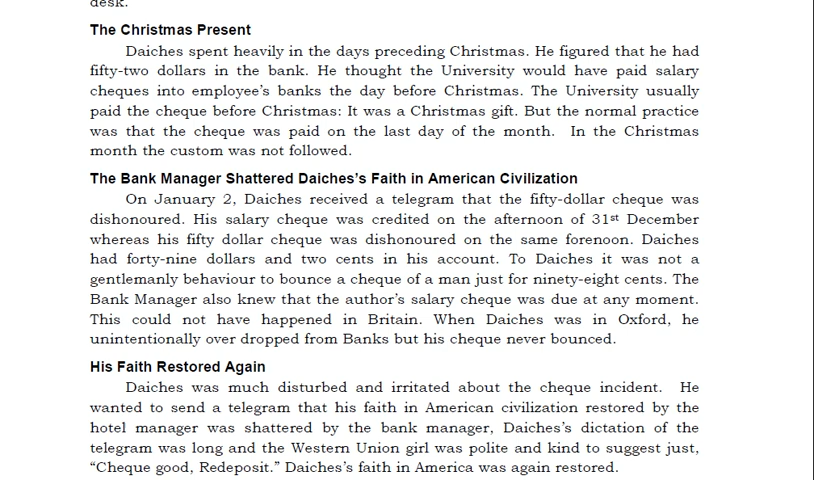 desk.
The Christmas Present
Daiches spent heavily in the days preceding Christmas. He figured that he had
fifty-two dollars in the bank. He thought the University would have paid salary
cheques into employee's banks the day before Christmas. The University usually
paid the cheque before Christmas: It was a Christmas gift. But the normal practice
was that the cheque was paid on the last day of the month. In the Christmas
month the custom was not followed.
The Bank Manager Shattered Daiches's Faith in American Civilization
On January 2, Daiches received a telegram that the fifty-dollar cheque was
dishonoured. His salary cheque was credited on the afternoon of 31st December
whereas his fifty dollar cheque was dishonoured on the same forenoon. Daiches
had forty-nine dollars and two cents in his account. To Daiches it was not a
gentlemanly behaviour to bounce a cheque of a man just for ninety-eight cents. The
Bank Manager also knew that the author's salary cheque was due at any moment.
This could not have happened in Britain. When Daiches was in Oxford, he
unintentionally over dropped from Banks but his cheque never bounced.
His Faith Restored Again
Daiches was much disturbed and irritated about the cheque incident. He
wanted to send a telegram that his faith in American civilization restored by the
hotel manager was shattered by the bank manager, Daiches's dictation of the
telegram was long and the Western Union girl was polite and kind to suggest just,
“Cheque good, Redeposit.” Daiches's faith in America was again restored.